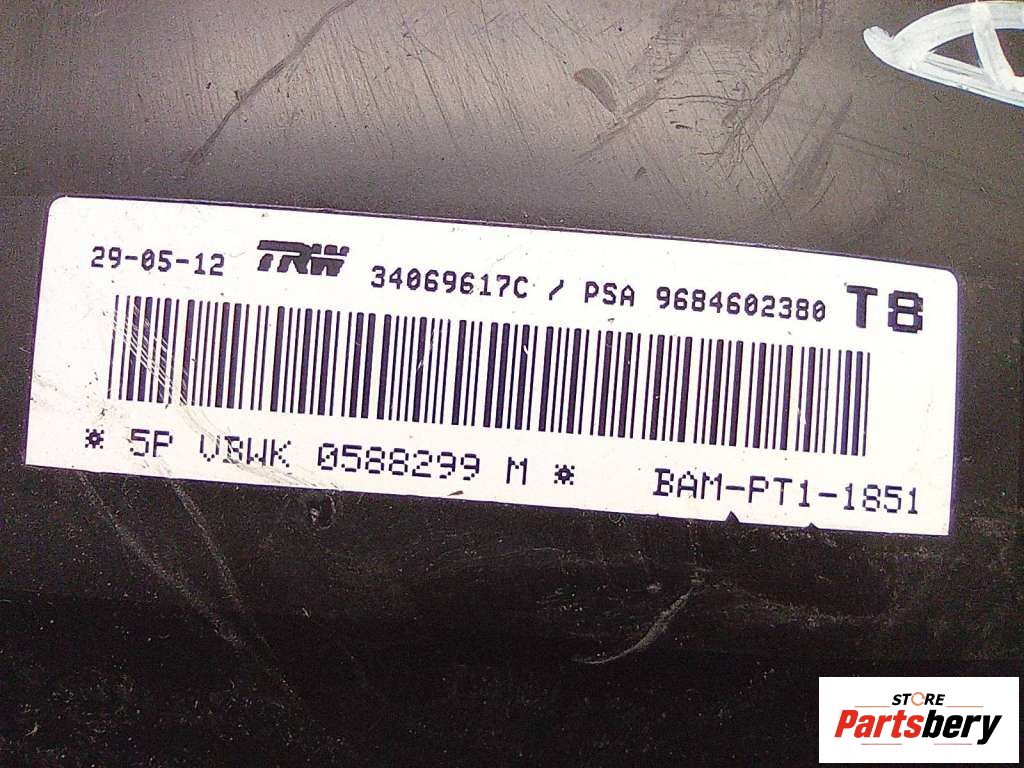 29-05-12 TRW 34069617C / PSA 9684602380 T8
* 5P VBWK 0588299 M * BAM-PT1-1851
STORE
Partsbery